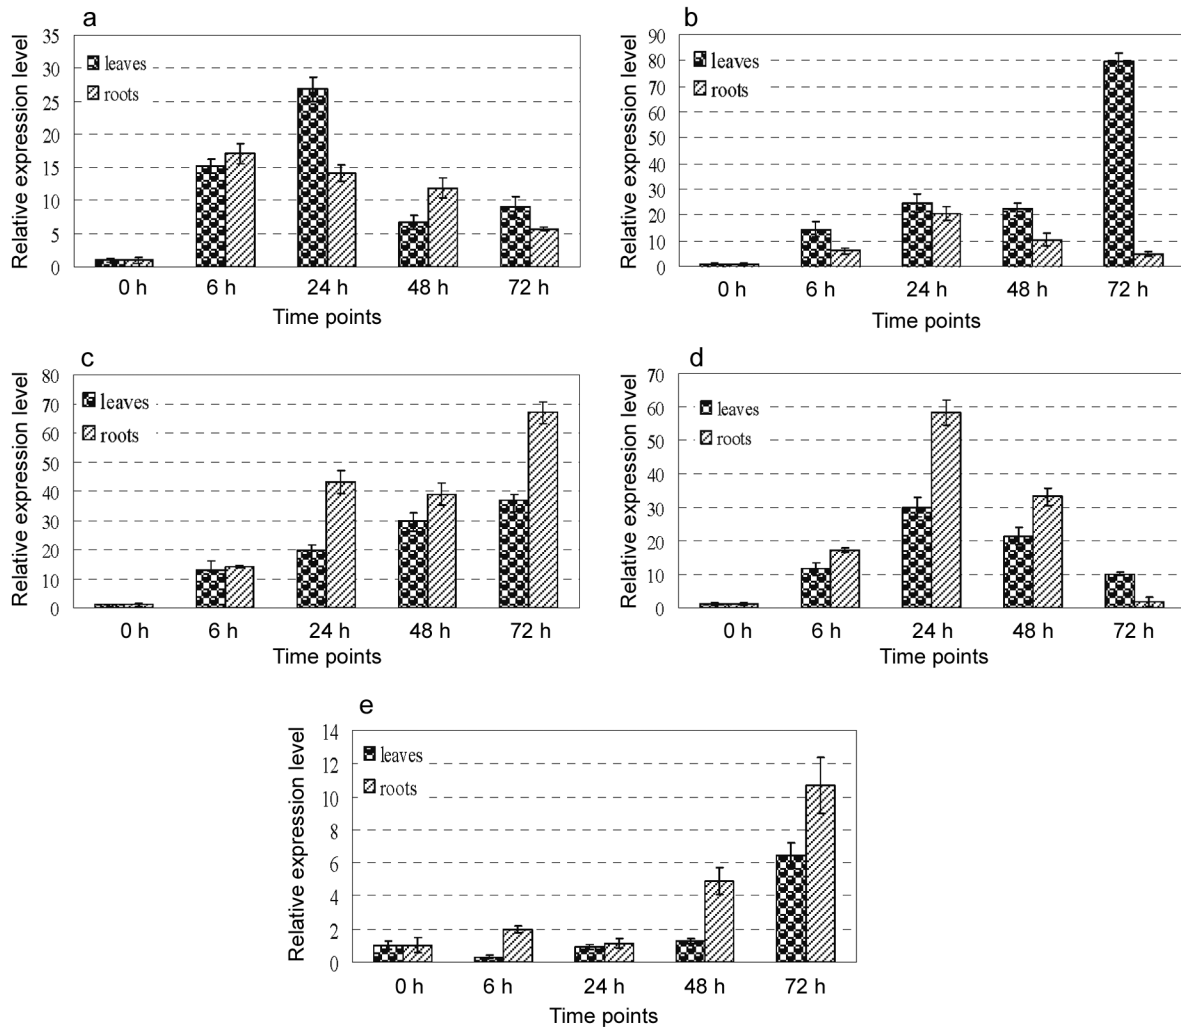 a
Relative expression level
35
30
25
20
15
10
5
0
leaves
roots
0 h 6 h 24 h 48 h 72 h
Time points
b
Relative expression level
90
80
70
60
50
40
30
20
10
0
leaves
roots
0 h 6 h 24 h 48 h 72 h
Time points
c
Relative expression level
80
70
60
50
40
30
20
10
0
leaves
roots
0 h 6 h 24 h 48 h 72 h
Time points
d
Relative expression level
70
60
50
40
30
20
10
0
leaves
roots
0 h 6 h 24 h 48 h 72 h
Time points
e
Relative expression level
14
12
10
8
6
4
2
0
leaves
roots
0 h 6 h 24 h 48 h 72 h
Time points